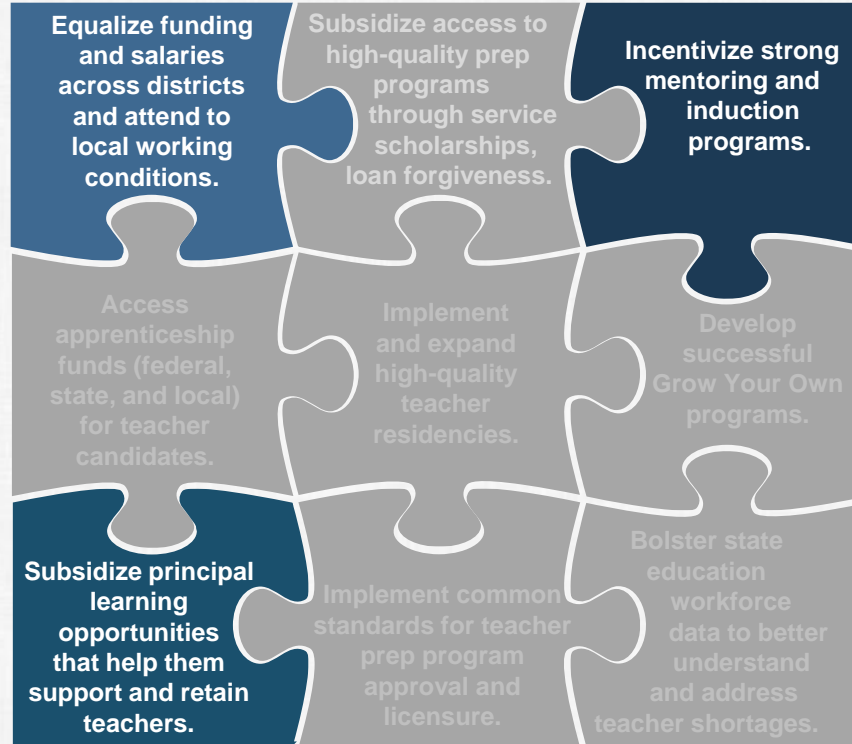 Equalize funding
and salaries
across districts
and attend to
local working
conditions.
Subsidize access to
high-quality prep
programs
through service
scholarships,
loan forgiveness.
Incentivize strong
mentoring and
induction
programs.
Access
apprenticeship
funds (federal,
state, and local)
for teacher
candidates.
Implement
and expand
high-quality
teacher
residencies.
Develop
successful
Grow Your Own
programs.
Subsidize principal
learning
opportunities
that help them
support and retain
teachers.
Implement common
standards for teacher
prep program
approval and
licensure.
Bolster state
education
workforce
data to better
understand
and address
teacher shortages.